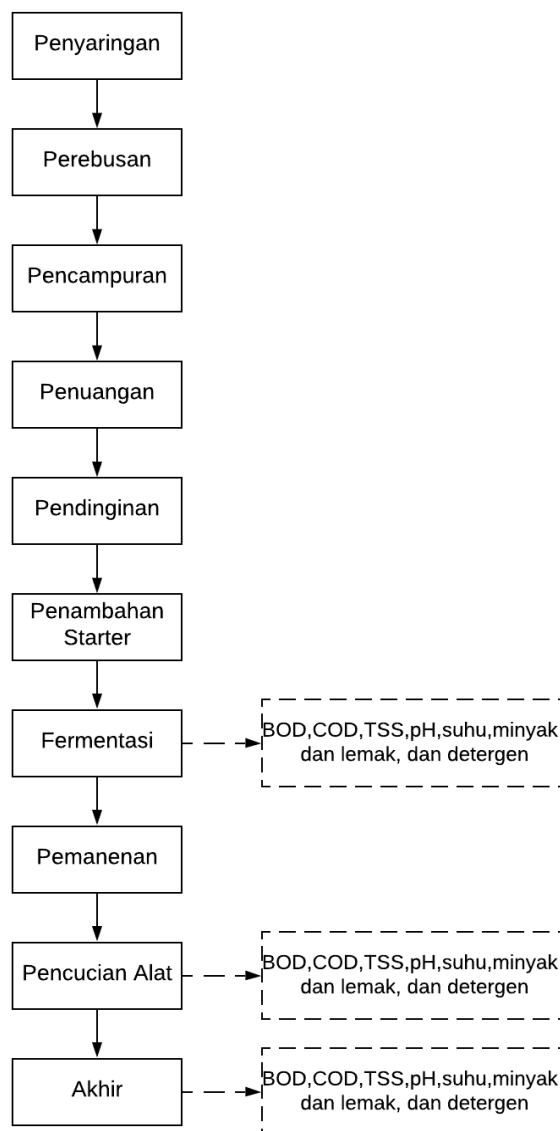 Penyaringan
Perebusan
Pencampuran
Penuangan
Pendinginan
Penambahan
Starter
Fermentasi
BOD,COD,TSS,pH,suhu,minyak
dan lemak, dan detergen
Pemanenan
Pencucian Alat
BOD,COD,TSS,pH,suhu,minyak
dan lemak, dan detergen
Akhir
BOD,COD,TSS,pH,suhu,minyak
dan lemak, dan detergen